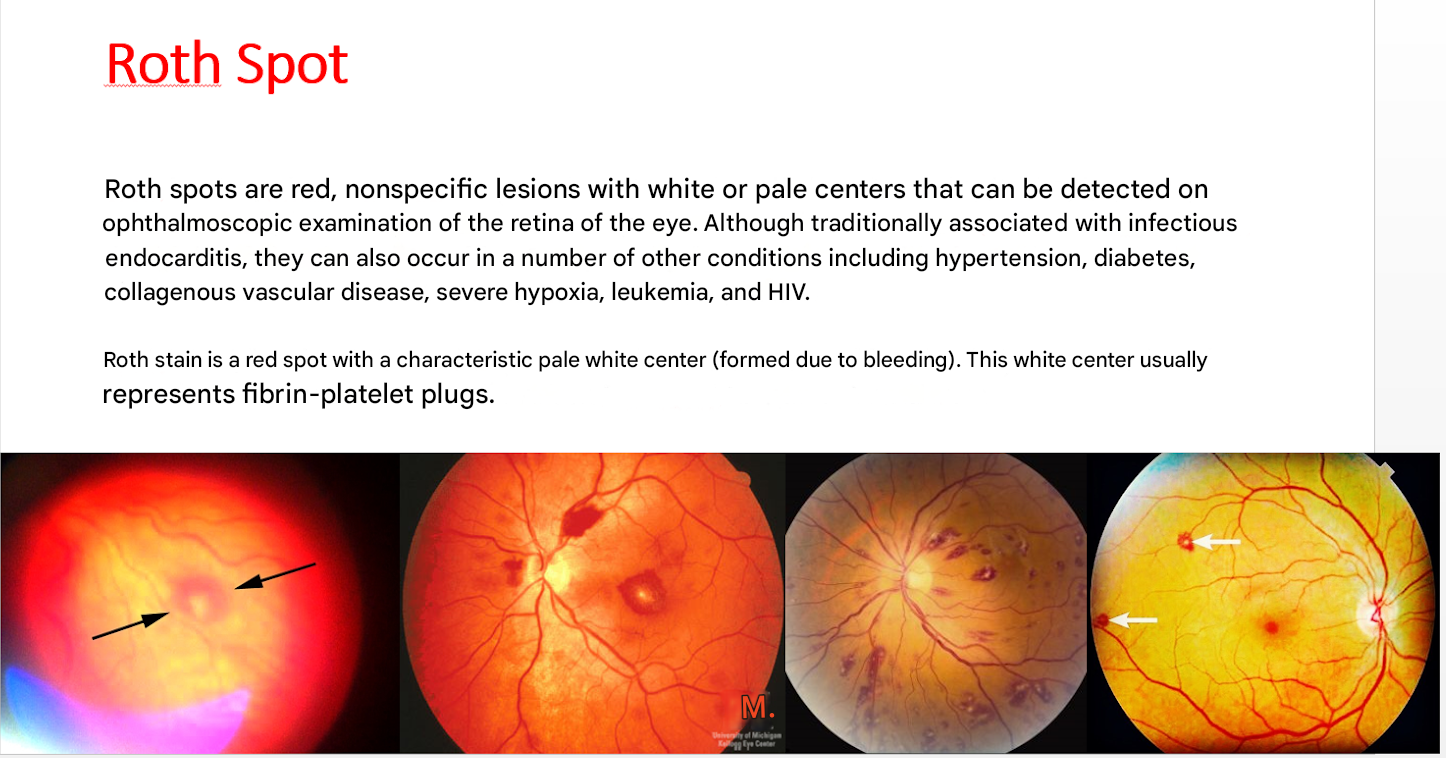 Roth Spot
Roth spots are red, nonspecific lesions with white or pale centers that can be detected on
ophthalmoscopic examination of the retina of the eye. Although traditionally associated with infectious
endocarditis, they can also occur in a number of other conditions including hypertension, diabetes,
collagenous vascular disease, severe hypoxia, leukemia, and HIV.
Roth stain is a red spot with a characteristic pale white center (formed due to bleeding). This white center usually
represents fibrin-platelet plugs.
M.
University of Michigan
Kellogg Eye Center